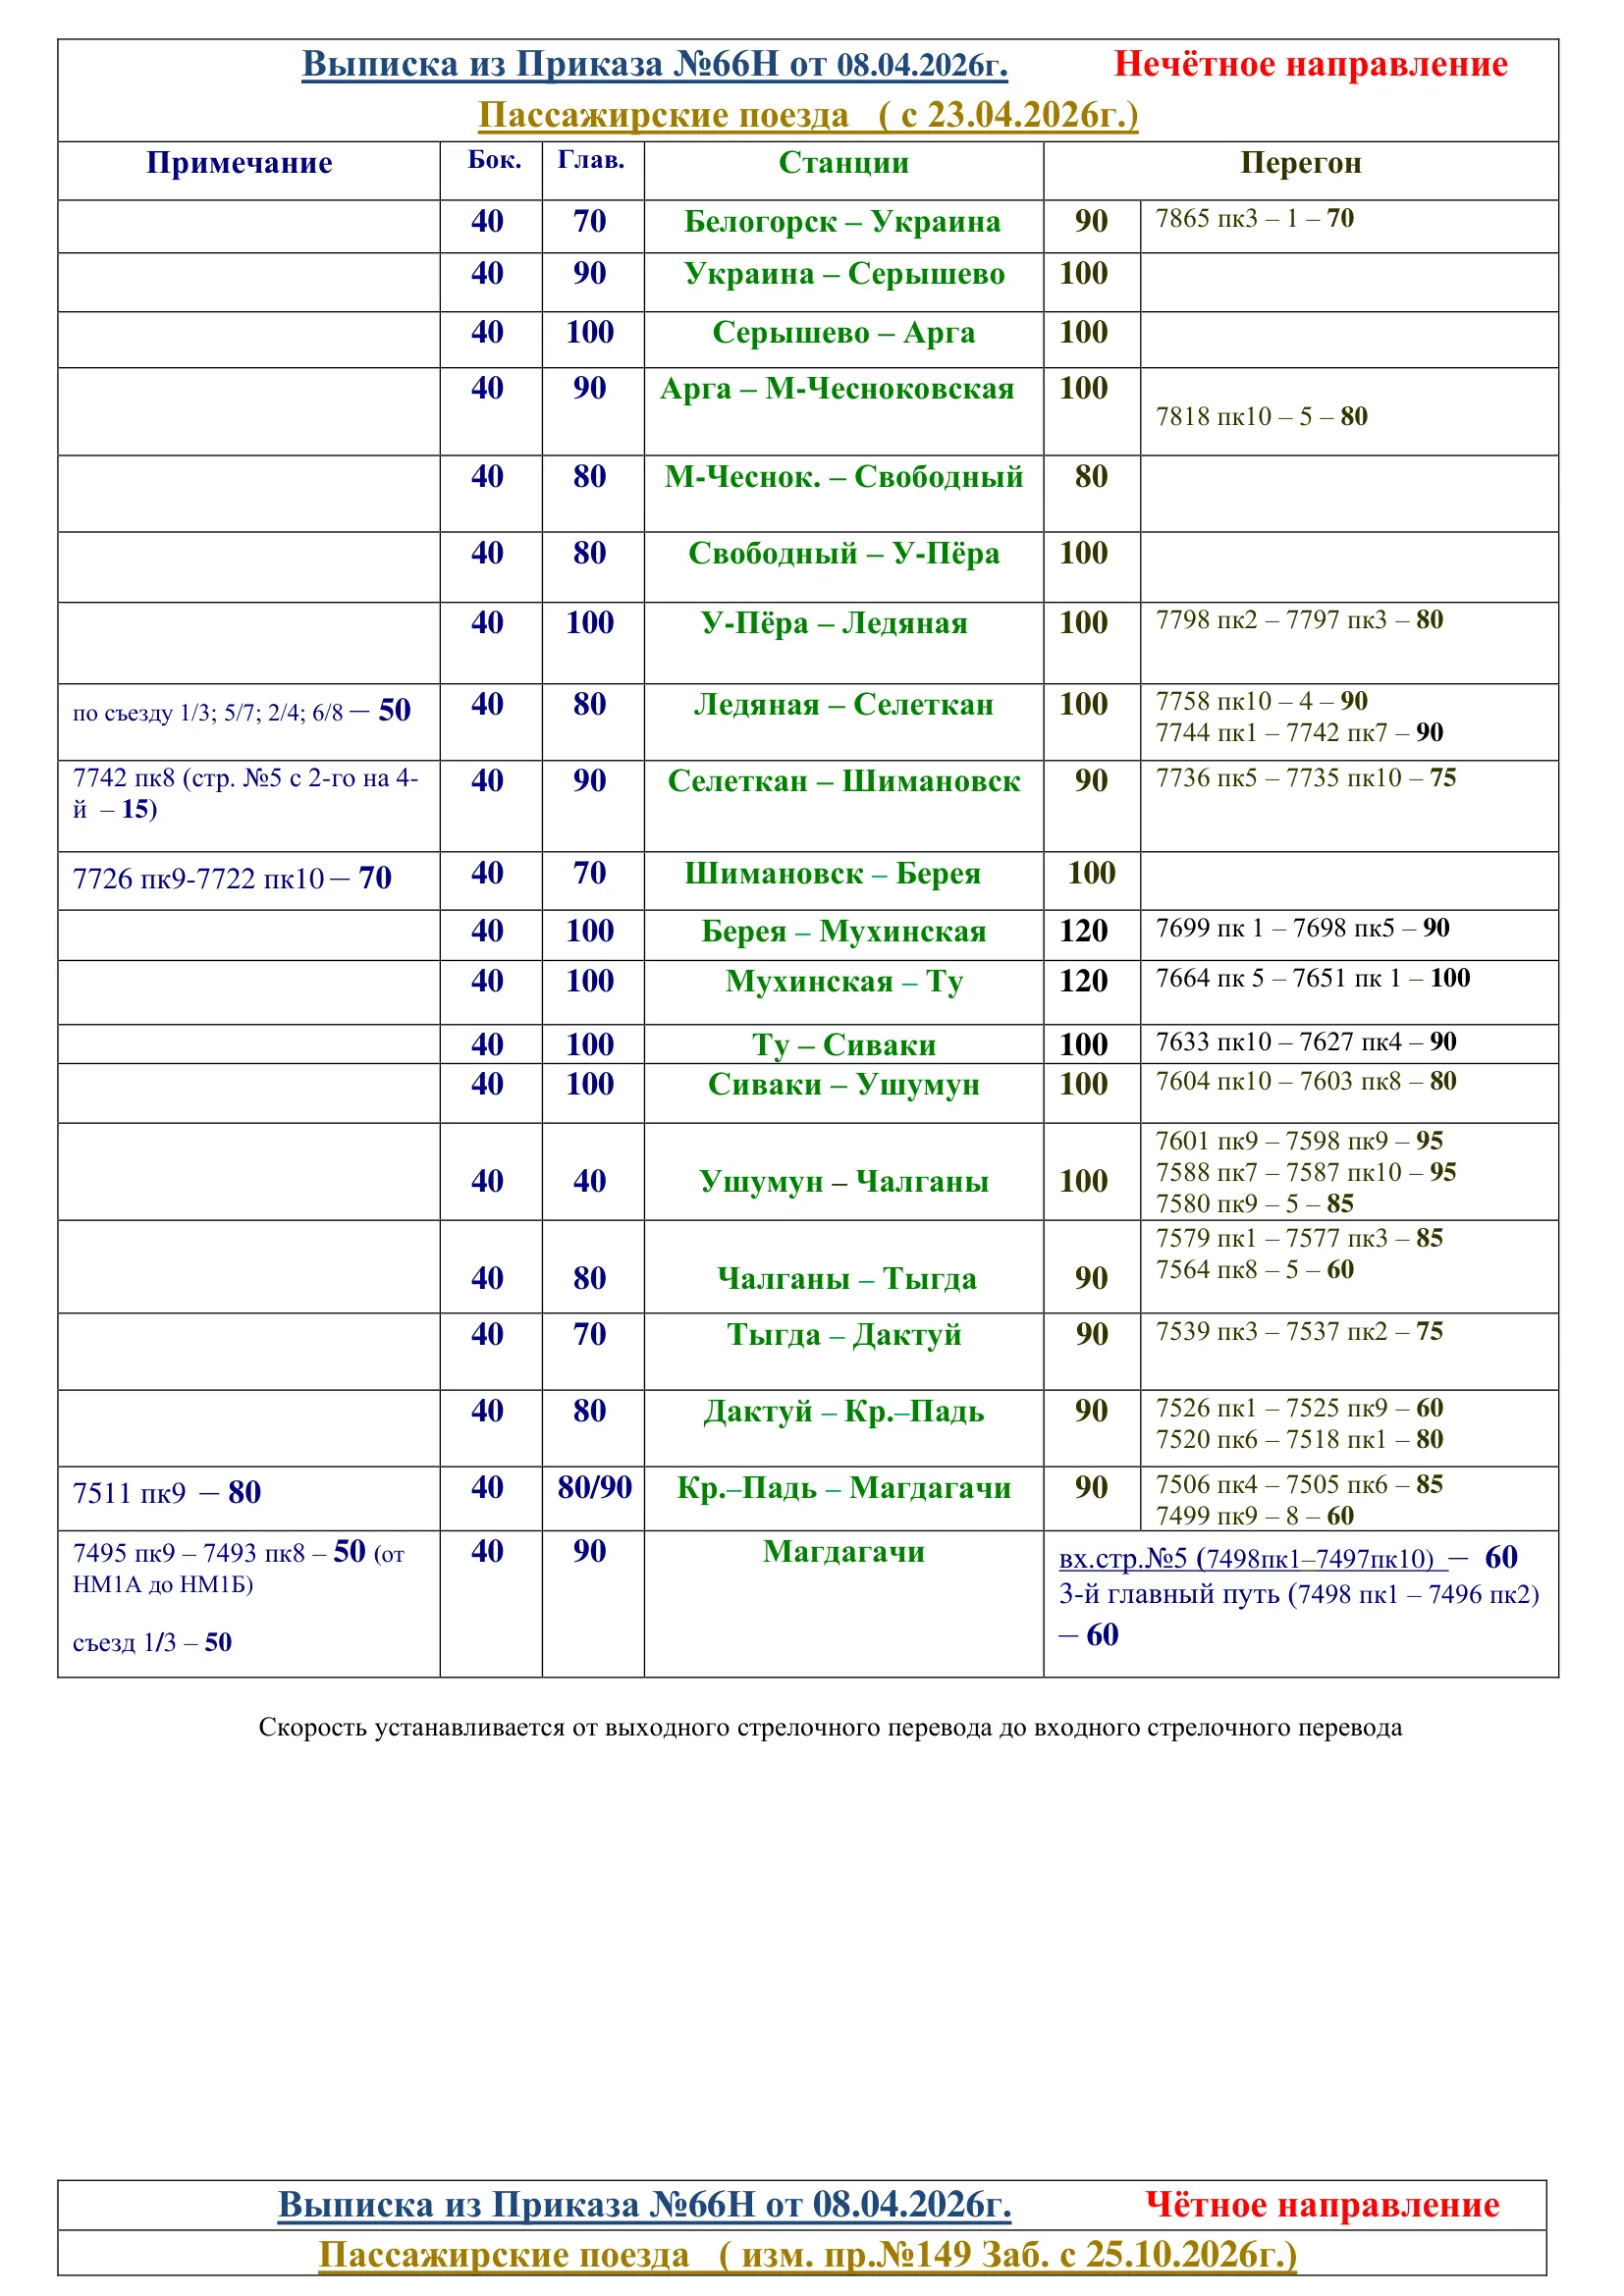 Выписка из Приказа №66Н от 08.04.2026г. Нечётное направление
Пассажирские поезда ( с 23.04.2026г.)
Примечание Бок. Глав. Станции Перегон
40 70 Белогорск – Украина 90 7865 пк3 – 1 – 70
40 90 Украина – Серышево 100
40 100 Серышево – Арга 100
40 90 Арга – М-Чесноковская 100
7818 пк10 – 5 – 80
40 80 М-Чеснок. – Свободный 80
40 80 Свободный – У-Пёра 100
40 100 У-Пёра – Ледяная 100 7798 пк2 – 7797 пк3 – 80
по съезду 1/3; 5/7; 2/4; 6/8 – 50 40 80 Ледяная – Селеткан 100 7758 пк10 – 4 – 90
7744 пк1 – 7742 пк7 – 90
7742 пк8 (стр. №5 с 2-го на 4- 40 90 Селеткан – Шимановск 90 7736 пк5 – 7735 пк10 – 75
й – 15)
7726 пк9-7722 пк10 – 70 40 70 Шимановск – Берея 100
40 100 Берея – Мухинская 120 7699 пк 1 – 7698 пк5 – 90
40 100 Мухинская – Ту 120 7664 пк 5 – 7651 пк 1 – 100
40 100 Ту – Сиваки 100 7633 пк10 – 7627 пк4 – 90
40 100 Сиваки – Ушумун 100 7604 пк10 – 7603 пк8 – 80
7601 пк9 – 7598 пк9 – 95
40 40 Ушумун – Чалганы 100 7588 пк7 – 7587 пк10 – 95
7580 пк9 – 5 – 85
7579 пк1 – 7577 пк3 – 85
40 80 Чалганы – Тыгда 90 7564 пк8 – 5 – 60
40 70 Тыгда – Дактуй 90 7539 пк3 – 7537 пк2 – 75
40 80 Дактуй – Кр.–Падь 90 7526 пк1 – 7525 пк9 – 60
7520 пк6 – 7518 пк1 – 80
7511 пк9 – 80 40 80/90 Кр.–Падь – Магдагачи 90 7506 пк4 – 7505 пк6 – 85
7499 пк9 – 8 – 60
7495 пк9 – 7493 пк8 – 50 (от 40 90 Магдагачи вх.стр.№5 (7498пк1–7497пк10) – 60
НМ1А до НМ1Б) 3-й главный путь (7498 пк1 – 7496 пк2)
съезд 1/3 – 50 – 60
Скорость устанавливается от выходного стрелочного перевода до входного стрелочного перевода
Выписка из Приказа №66Н от 08.04.2026г. Чётное направление
Пассажирские поезда ( изм. пр.№149 Заб. с 25.10.2026г.)